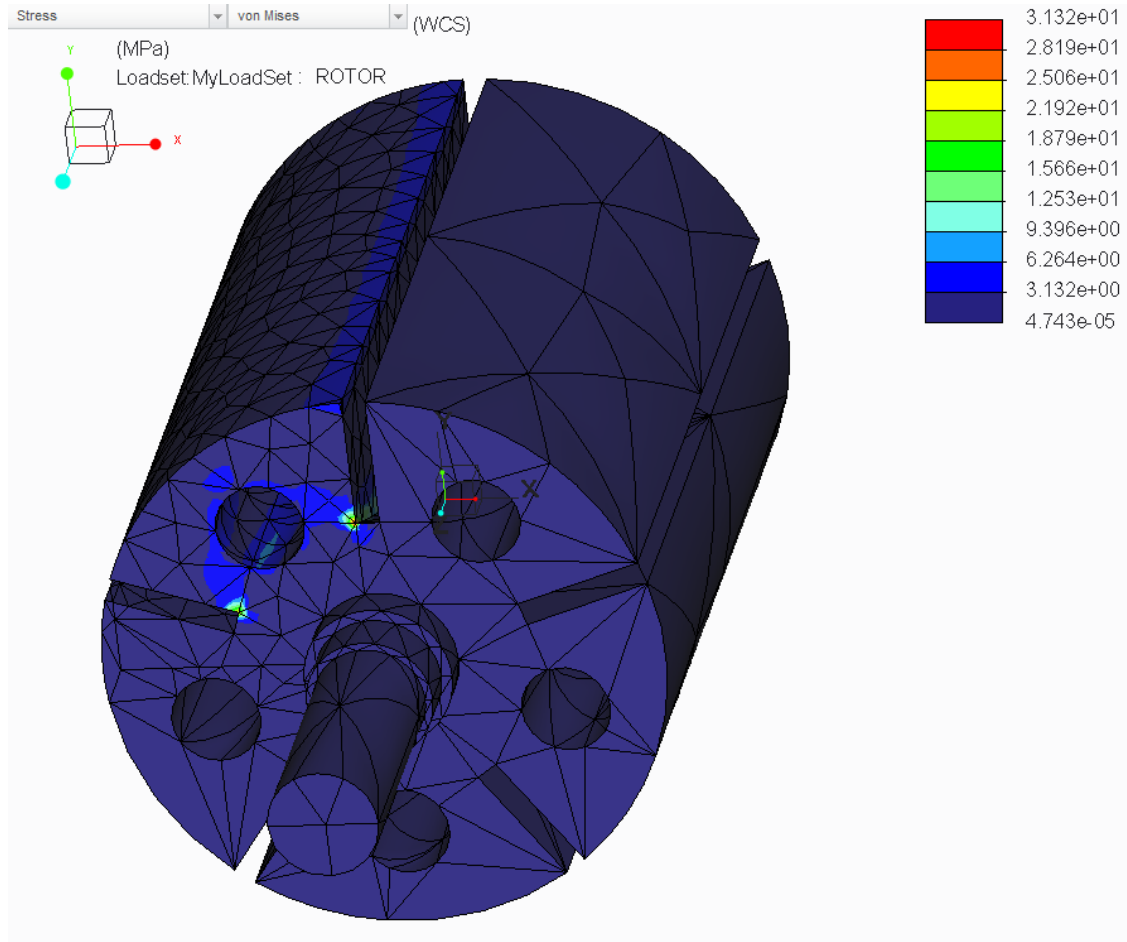 Stress von Mises (WCS)
(MPa)
Loadset:MyLoadSet : ROTOR
Y
X
3.132e+01
2.819e+01
2.506e+01
2.192e+01
1.879e+01
1.566e+01
1.253e+01
9.396e+00
6.264e+00
3.132e+00
4.743e-05
Y
X